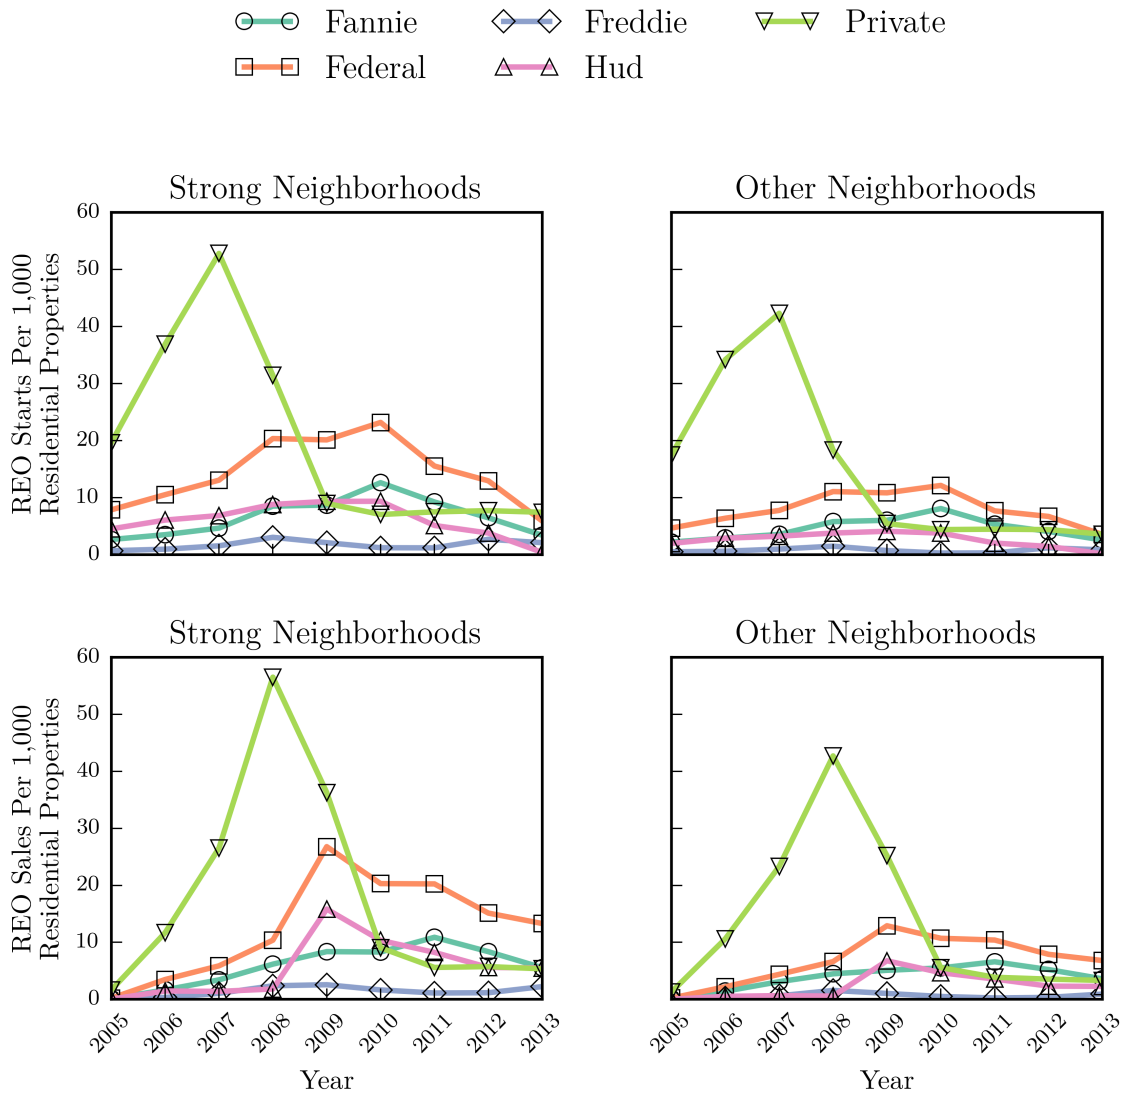 Fannie
Freddie
Private
Federal
Hud
Strong Neighborhoods
Other Neighborhoods
REO Starts Per 1,000
Residential Properties
60
50
40
30
20
10
0
Strong Neighborhoods
Other Neighborhoods
REO Sales Per 1,000
Residential Properties
60
50
40
30
20
10
0
2005 2006 2007 2008 2009 2010 2011 2012 2013
2005 2006 2007 2008 2009 2010 2011 2012 2013
Year
Year